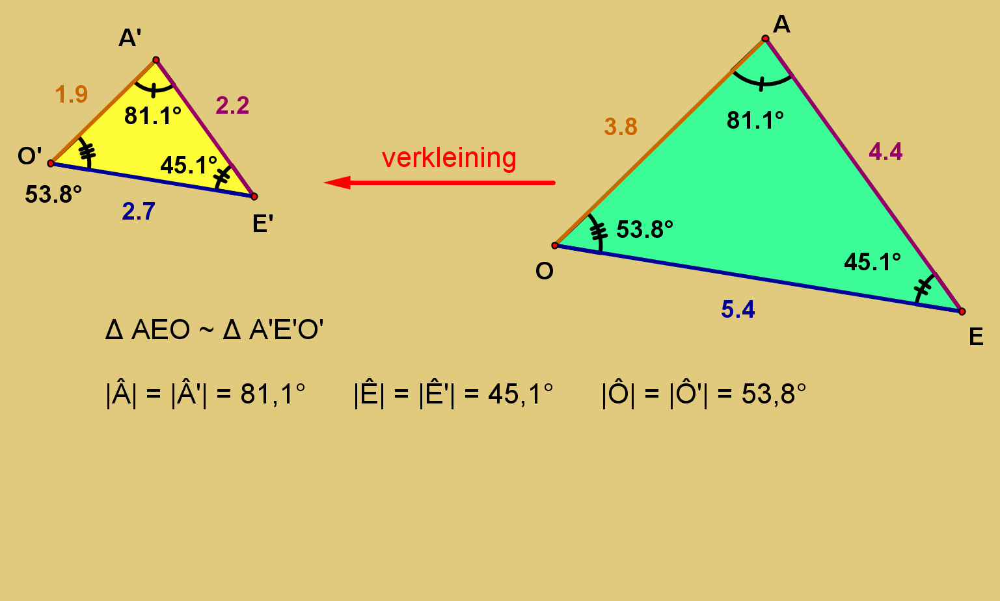 A'
1.9
2.2
81.1°
O'
45.1°
53.8°
2.7
E'
verkleining
A
3.8
81.1°
4.4
53.8°
45.1°
O
5.4
E
Δ AEO ~ Δ A'E'O'
|Â| = |Â'| = 81,1° |Ê| = |Ê'| = 45,1° |Ô| = |Ô'| = 53,8°